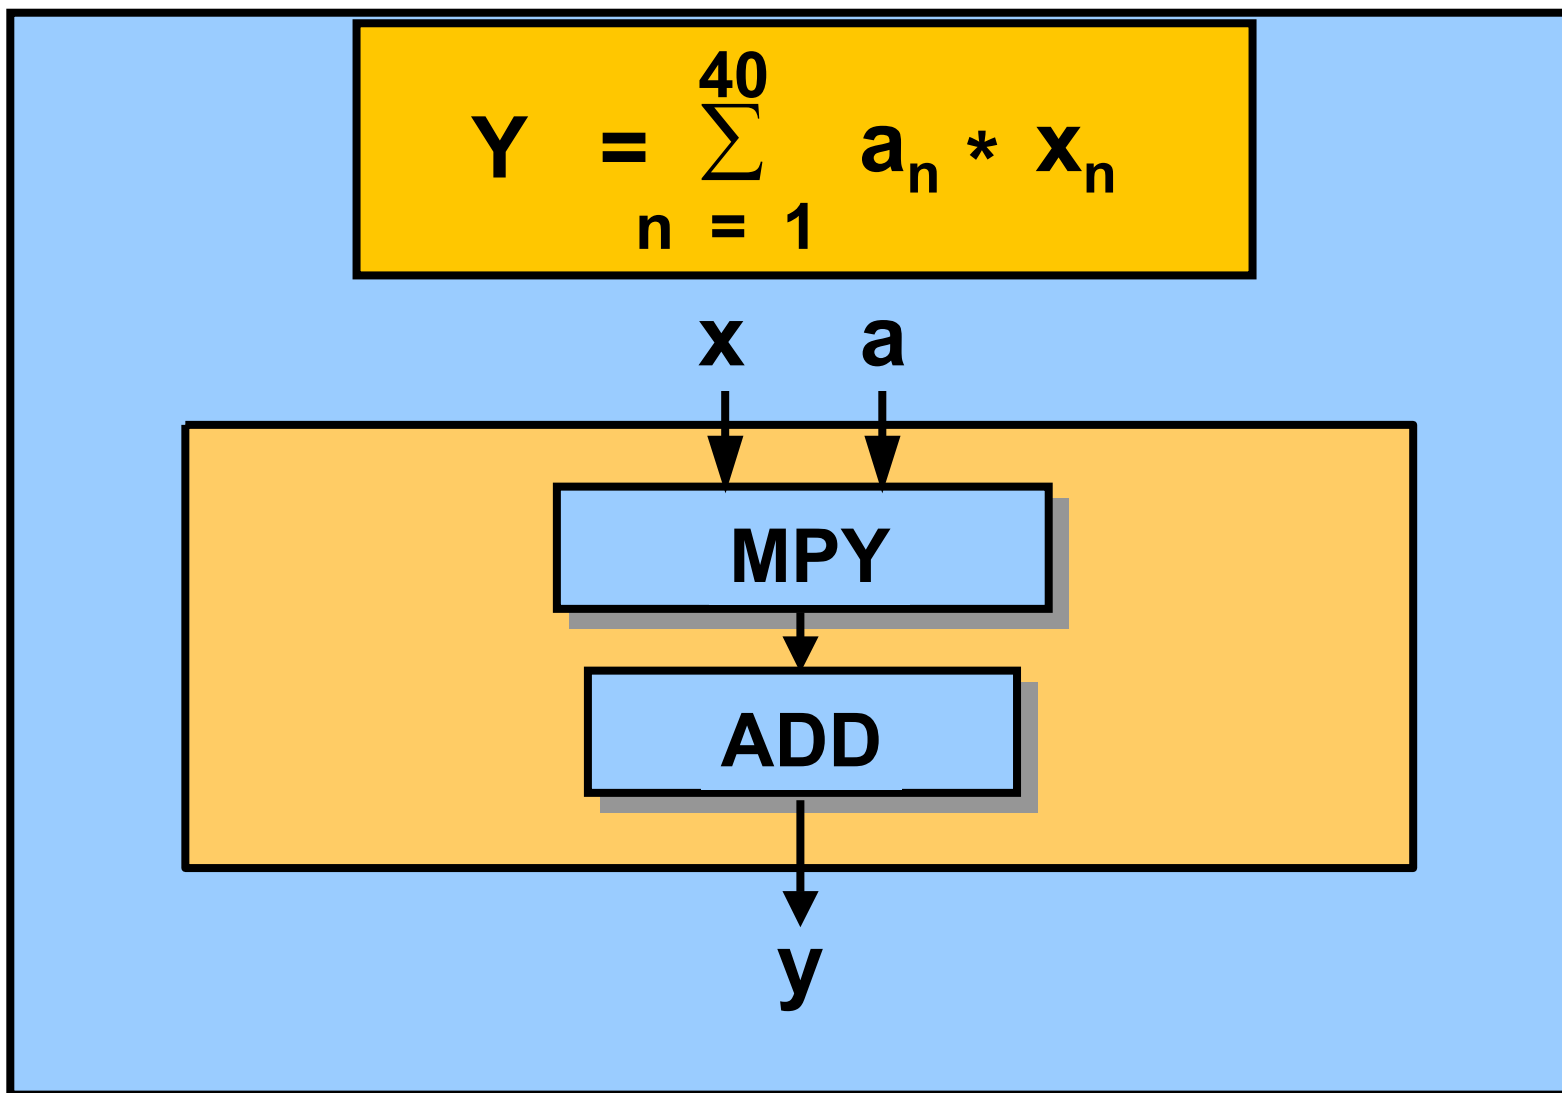 40
Y = ∑ aₙ * xₙ
n = 1
x a
MPY
ADD
y